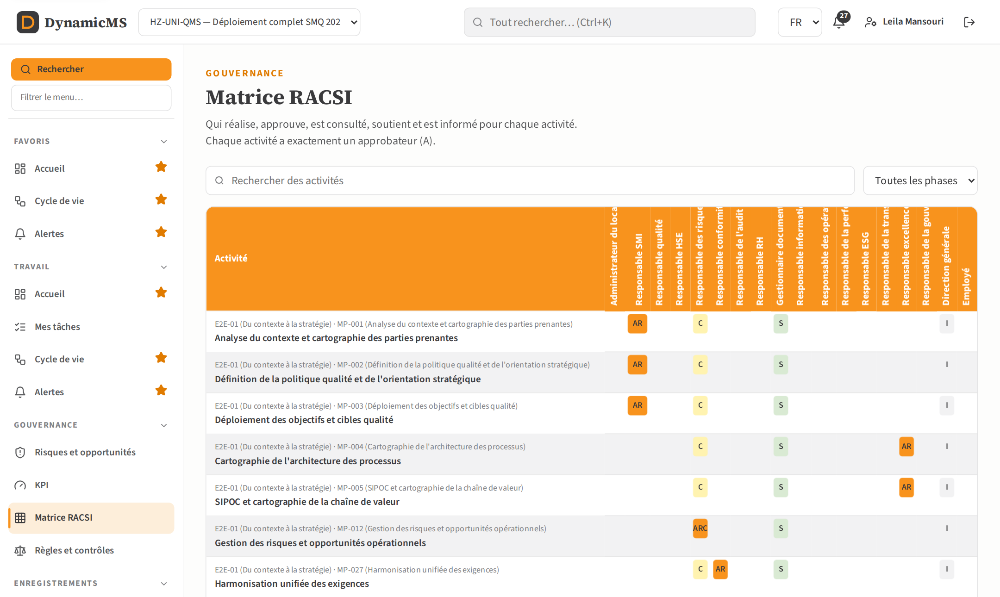 DynamicMS
HZ-UNI-QMS — Déploiement complet SMQ 202
Tout rechercher… (Ctrl+K)
FR
27
Leila Mansouri
Rechercher
Filtrer le menu…
FAVORIS
Accueil
Cycle de vie
Alertes
TRAVAIL
Accueil
Mes tâches
Cycle de vie
Alertes
GOUVERNANCE
Risques et opportunités
KPI
Matrice RACSI
Règles et contrôles
ENREGISTREMENTS
GOUVERNANCE
Matrice RACSI
Qui réalise, approuve, est consulté, soutient et est informé pour chaque activité.
Chaque activité a exactement un approbateur (A).
Rechercher des activités
Toutes les phases
Activité
Administrateur du loca
Responsable SMI
Responsable qualité
Responsable HSE
Responsable des risque
Responsable conformit
Responsable de l'audit
Responsable RH
Gestionnaire document
Responsable informati
Responsable des opéra
Responsable de la perf
Responsable ESG
Responsable de la trans
Responsable excellence
Responsable de la gouv
Direction générale
Employé
E2E-01 (Du contexte à la stratégie) · MP-001 (Analyse du contexte et cartographie des parties prenantes)
Analyse du contexte et cartographie des parties prenantes
AR C S I
E2E-01 (Du contexte à la stratégie) · MP-002 (Définition de la politique qualité et de l'orientation stratégique)
Définition de la politique qualité et de l'orientation stratégique
AR C S I
E2E-01 (Du contexte à la stratégie) · MP-003 (Déploiement des objectifs et cibles qualité)
Déploiement des objectifs et cibles qualité
AR C S I
E2E-01 (Du contexte à la stratégie) · MP-004 (Cartographie de l'architecture des processus)
Cartographie de l'architecture des processus
C S AR I
E2E-01 (Du contexte à la stratégie) · MP-005 (SIPOC et cartographie de la chaîne de valeur)
SIPOC et cartographie de la chaîne de valeur
C S AR I
E2E-01 (Du contexte à la stratégie) · MP-012 (Gestion des risques et opportunités opérationnels)
Gestion des risques et opportunités opérationnels
ARC S I
E2E-01 (Du contexte à la stratégie) · MP-027 (Harmonisation unifiée des exigences)
Harmonisation unifiée des exigences
C AR S I